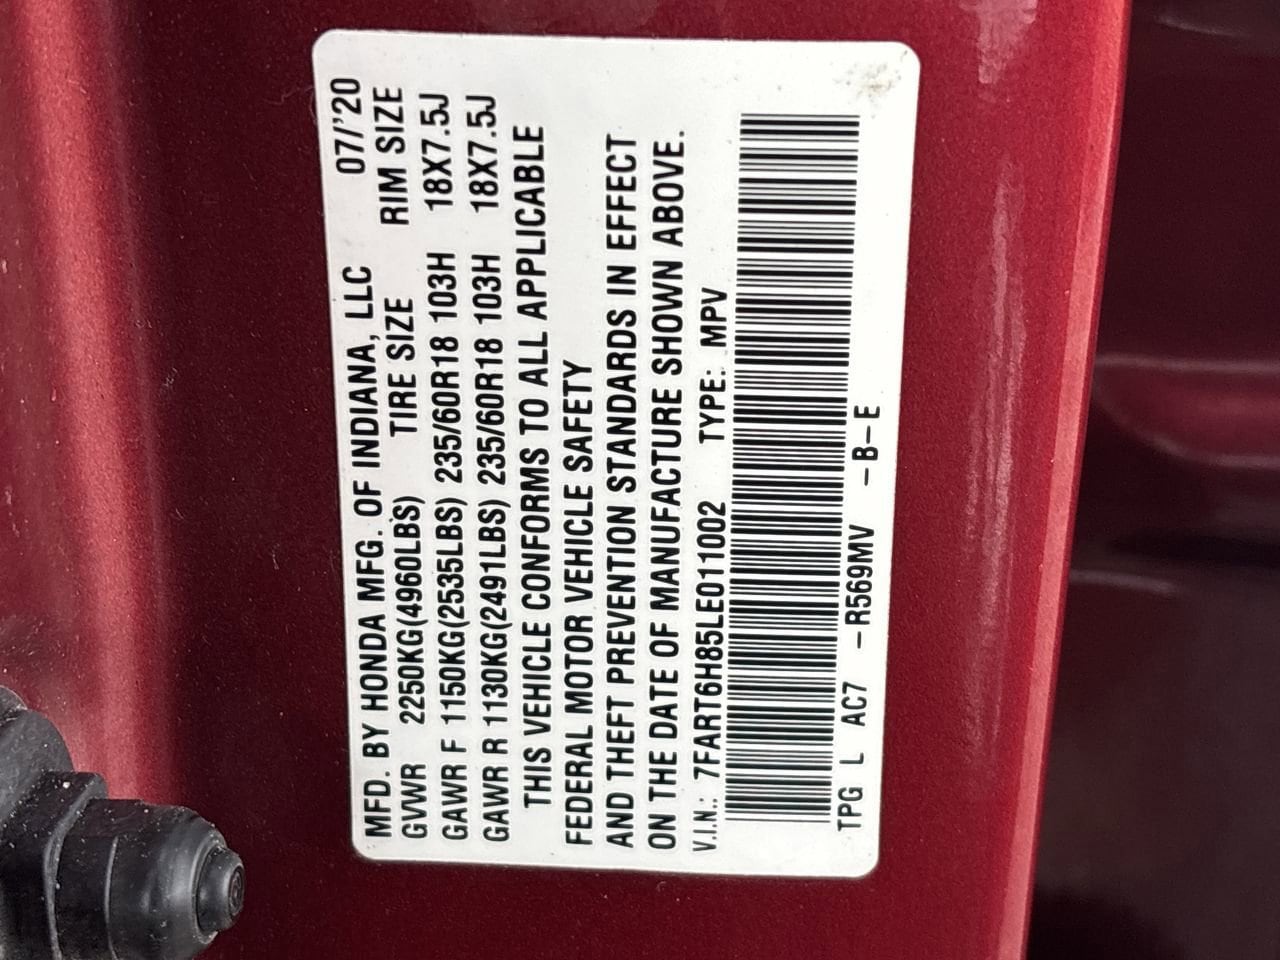 MFD. BY HONDA MFG. OF INDIANA, LLC 07/'20
GVWR 2250KG(4960LBS) TIRE SIZE RIM SIZE
GAWR F 1150KG(2535LBS) 235/60R18 103H 18X7.5J
GAWR R 1130KG(2491LBS) 235/60R18 103H 18X7.5J
THIS VEHICLE CONFORMS TO ALL APPLICABLE
FEDERAL MOTOR VEHICLE SAFETY
AND THEFT PREVENTION STANDARDS IN EFFECT
ON THE DATE OF MANUFACTURE SHOWN ABOVE.
V.I.N.: 7FART6H85LE011002 TYPE: MPV
TPG L AC7 -R569MV -B-E